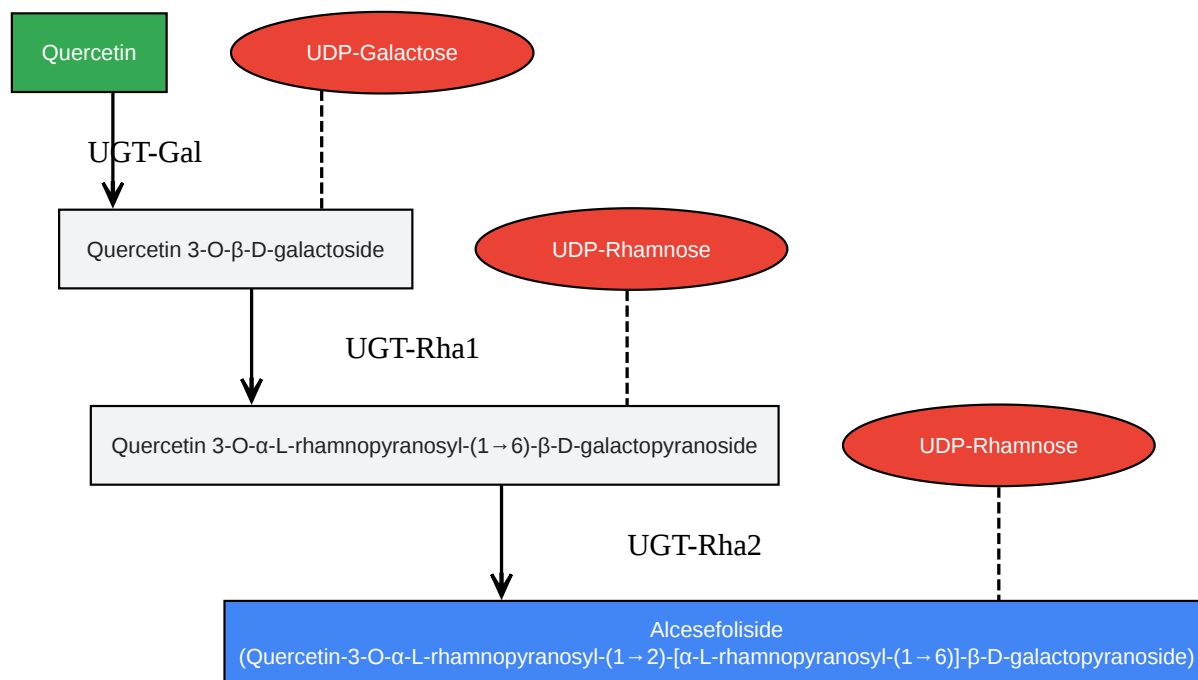 Quercetin
UDP-Galactose
UGT-Gal
Quercetin 3-O-β-D-galactoside
UDP-Rhamnose
UGT-Rha1
Quercetin 3-O-α-L-rhamnopyranosyl-(1→6)-β-D-galactopyranoside
UDP-Rhamnose
UGT-Rha2
Alcesefoliside
(Quercetin-3-O-α-L-rhamnopyranosyl-(1→2)-[α-L-rhamnopyranosyl-(1→6)]-β-D-galactopyranoside)